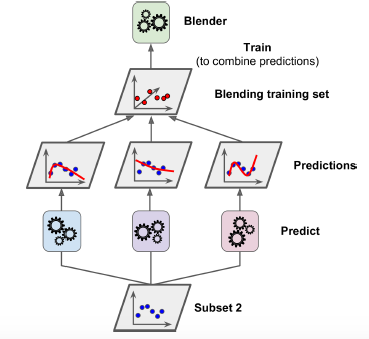 Blender
Train
(to combine predictions)
Blending training set
Predictions
Predict
Subset 2